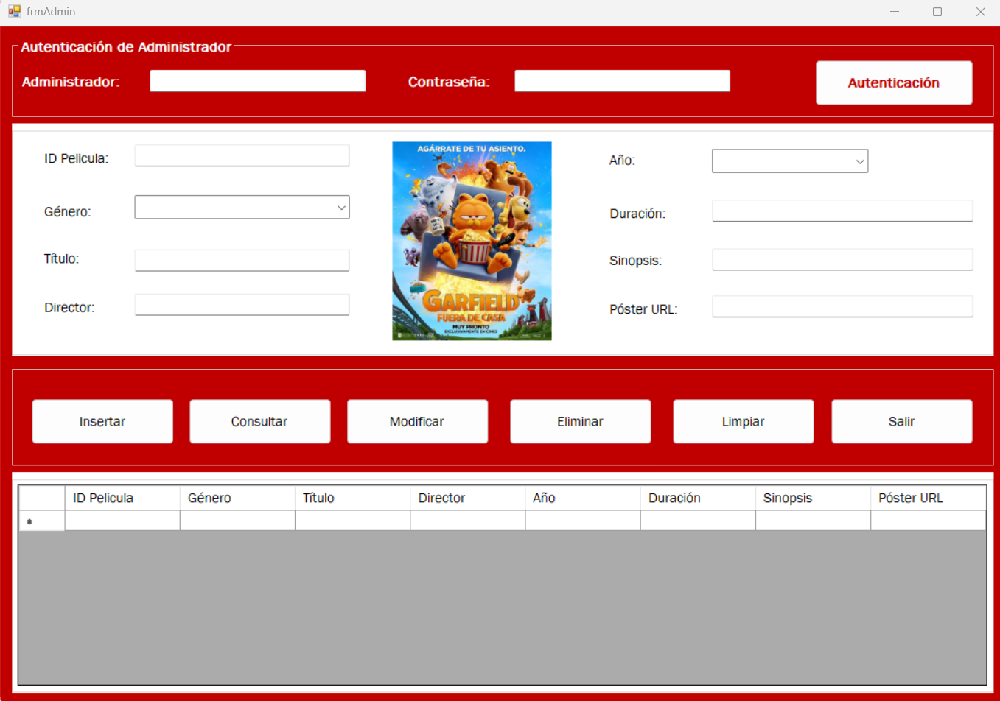 frmAdmin
Autenticación de Administrador
Administrador:
Contraseña:
Autenticación
ID Pelicula:
Género:
Título:
Director:
AGÁRRATE DE TU ASIENTO.
GARFIELD
FUERA DE CASA
MUY PRONTO
EXCLUSIVAMENTE EN CINES
Año:
Duración:
Sinopsis:
Póster URL:
Insertar Consultar Modificar Eliminar Limpiar Salir
ID Pelicula Género Título Director Año Duración Sinopsis Póster URL
*